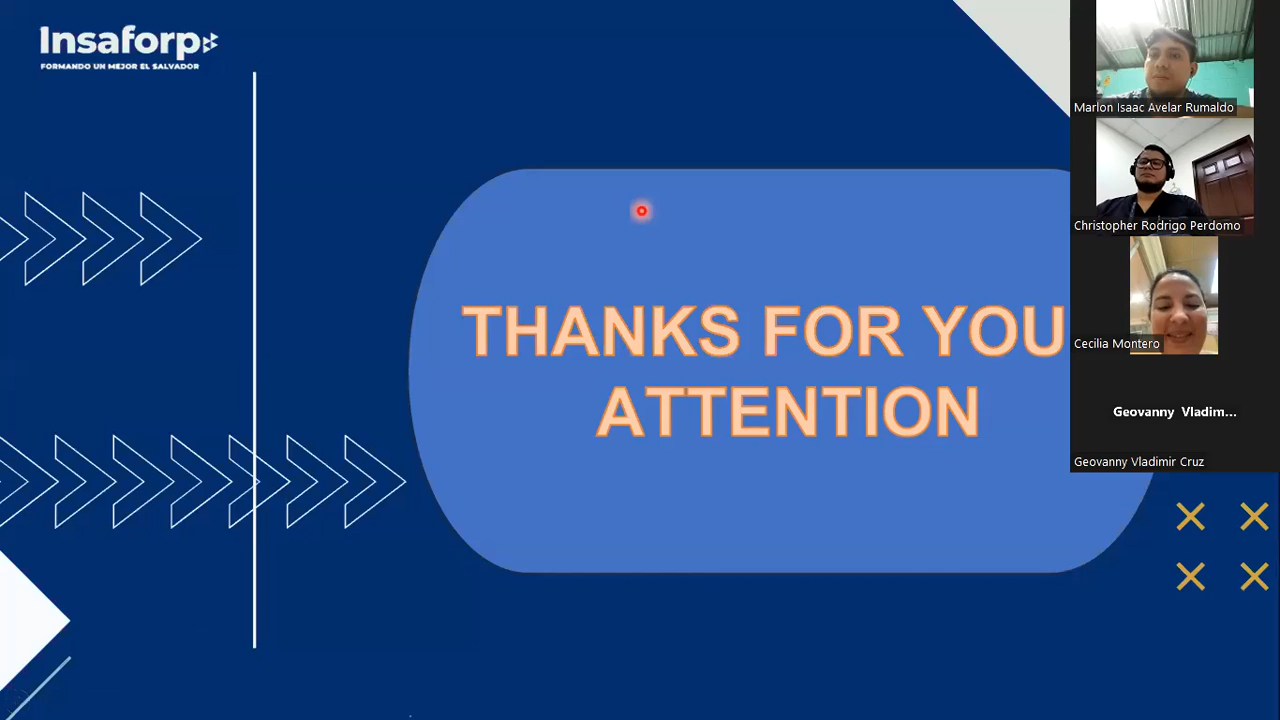 Insaforp
FORMANDO UN MEJOR EL SALVADOR
THANKS FOR YOU
ATTENTION
Marlon Isaac Avelar Rumaldo
Christopher Rodrigo Perdomo
Cecilia Montero
Geovanny Vladim...
Geovanny Vladimir Cruz